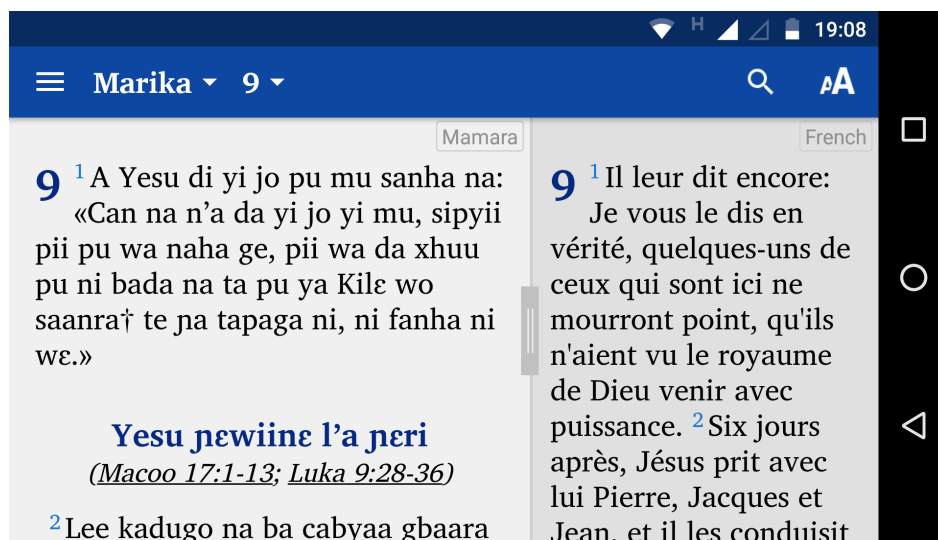 H 19:08
Marika 9 AA
Mamara
9 1 A Yesu di yi jo pu mu sanha na:
«Can na n’a da yi jo yi mu, sipyii
pii pu wa naha ge, pii wa da xhuu
pu ni bada na ta pu ya Kilɛ wo
saanra† te ɲa tapaga ni, ni fanha ni
wɛ.»
Yesu ɲɛwiinɛ l’a ɲɛri
(Macoo 17:1-13; Luka 9:28-36)
2 Lee kadugo na ba cabyaa gbaara
French
9 1 Il leur dit encore:
Je vous le dis en
vérité, quelques-uns de
ceux qui sont ici ne
mourront point, qu'ils
n'aient vu le royaume
de Dieu venir avec
puissance. 2 Six jours
après, Jésus prit avec
lui Pierre, Jacques et
Jean, et il les conduisit